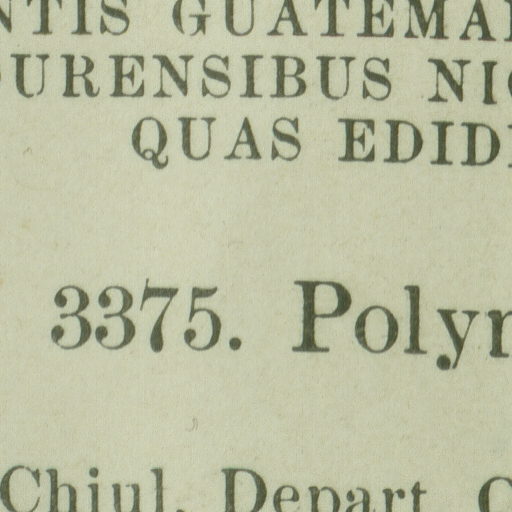 NTIS GUATEMA
URENSIBUS NI
QUAS EDID
3375. Poly
Chiul, Depart. C